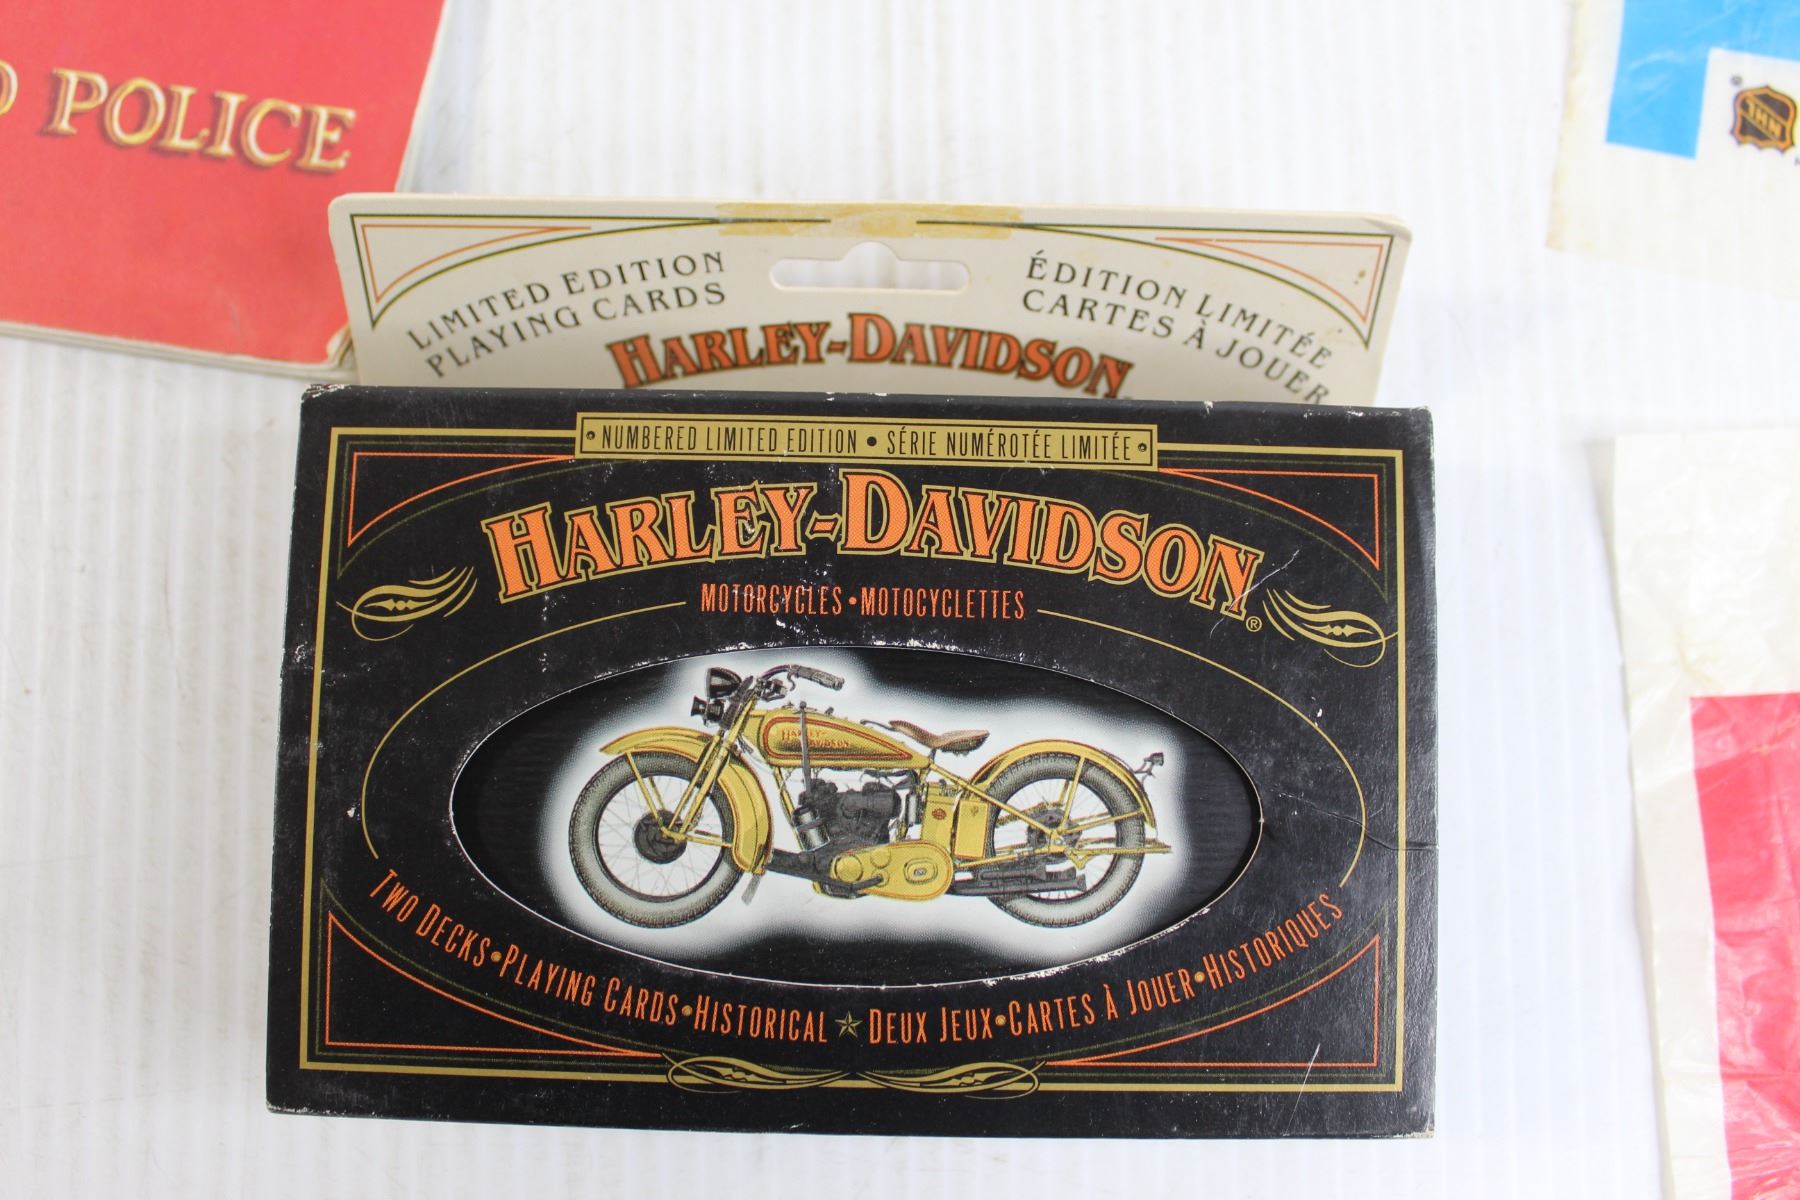 POLICE
NHL
LIMITED EDITION
PLAYING CARDS
ÉDITION LIMITÉE
CARTES À JOUER
HARLEY-DAVIDSON
• NUMBERED LIMITED EDITION • SÉRIE NUMÉROTÉE LIMITÉE •
HARLEY-DAVIDSON®
MOTORCYCLES • MOTOCYCLETTES
HARLEY-
DAVIDSON
TWO DECKS • PLAYING CARDS • HISTORICAL ★ DEUX JEUX • CARTES À JOUER • HISTORIQUES